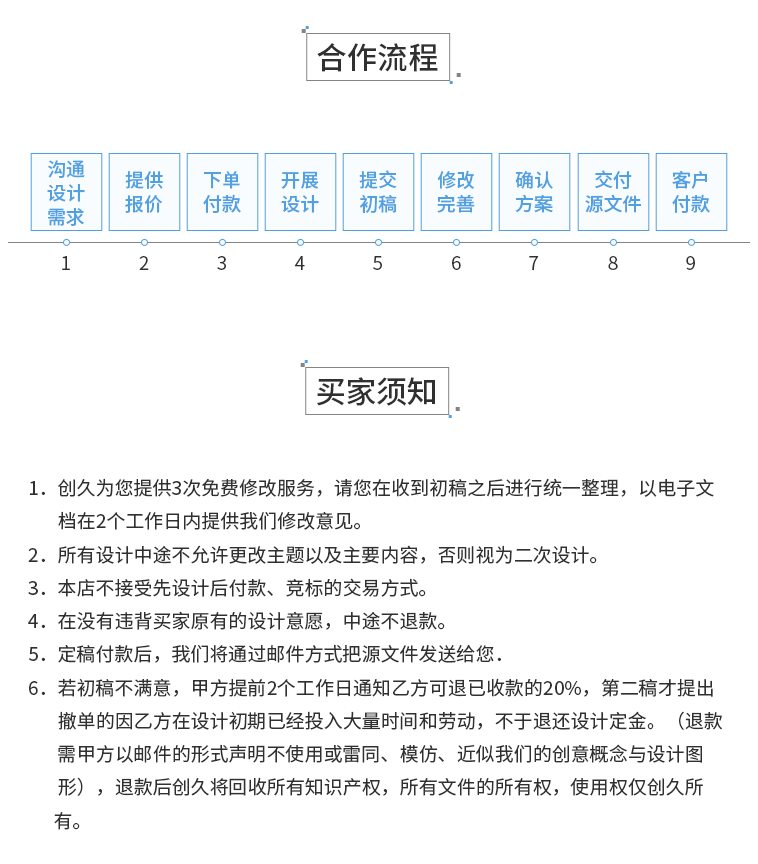 合作流程
沟通
设计
需求
提供
报价
下单
付款
开展
设计
提交
初稿
修改
完善
确认
方案
交付
源文件
客户
付款
1 2 3 4 5 6 7 8 9
买家须知
1. 创久为您提供3次免费修改服务，请您在收到初稿之后进行统一整理，以电子文
档在2个工作日内提供我们修改意见。
2. 所有设计中途不允许更改主题以及主要内容，否则视为二次设计。
3. 本店不接受先设计后付款、竞标的交易方式。
4. 在没有违背买家原有的设计意愿，中途不退款。
5. 定稿付款后，我们将通过邮件方式把源文件发送给您.
6. 若初稿不满意，甲方提前2个工作日通知乙方可退已收款的20%，第二稿才提出
撤单的因乙方在设计初期已经投入大量时间和劳动，不于退还设计定金。（退款
需甲方以邮件的形式声明不使用或雷同、模仿、近似我们的创意概念与设计图
形），退款后创久将回收所有知识产权，所有文件的所有权，使用权仅创久所
有。